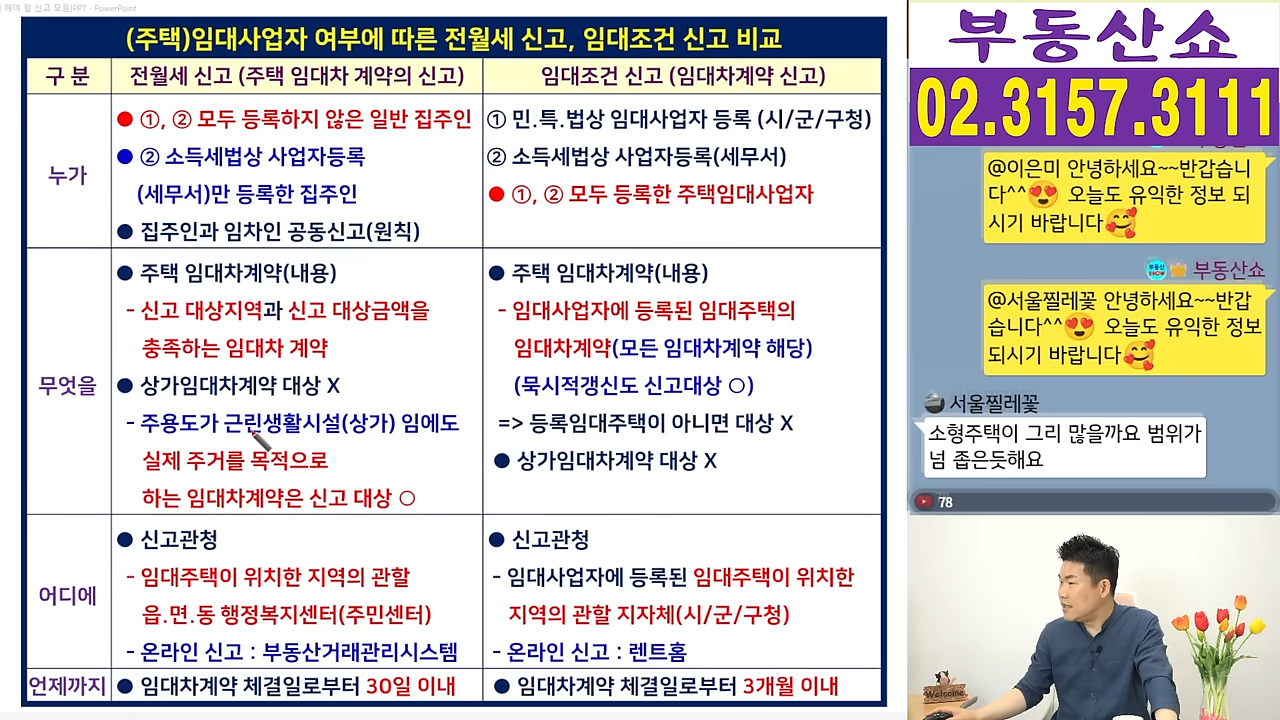 해야 할 신고 모음)PPT - PowerPoint
(주택)임대사업자 여부에 따른 전월세 신고, 임대조건 신고 비교
구 분
전월세 신고 (주택 임대차 계약의 신고)
임대조건 신고 (임대차계약 신고)
누가
● ①, ② 모두 등록하지 않은 일반 집주인
● ② 소득세법상 사업자등록
(세무서)만 등록한 집주인
● 집주인과 임차인 공동신고(원칙)
① 민.특.법상 임대사업자 등록 (시/군/구청)
② 소득세법상 사업자등록(세무서)
● ①, ② 모두 등록한 주택임대사업자
무엇을
● 주택 임대차계약(내용)
- 신고 대상지역과 신고 대상금액을
충족하는 임대차 계약
● 상가임대차계약 대상 X
- 주용도가 근린생활시설(상가) 임에도
실제 주거를 목적으로
하는 임대차계약은 신고 대상 ○
● 주택 임대차계약(내용)
- 임대사업자에 등록된 임대주택의
임대차계약(모든 임대차계약 해당)
(묵시적갱신도 신고대상 ○)
=> 등록임대주택이 아니면 대상 X
● 상가임대차계약 대상 X
어디에
● 신고관청
- 임대주택이 위치한 지역의 관할
읍.면.동 행정복지센터(주민센터)
- 온라인 신고 : 부동산거래관리시스템
● 신고관청
- 임대사업자에 등록된 임대주택이 위치한
지역의 관할 지자체(시/군/구청)
- 온라인 신고 : 렌트홈
언제까지
● 임대차계약 체결일로부터 30일 이내
● 임대차계약 체결일로부터 3개월 이내
부동산쇼
02.3157.3111
@이은미 안녕하세요~~반갑습니
다^^😍 오늘도 유익한 정보 되
시기 바랍니다🥰
부동산쇼
@서울찔레꽃 안녕하세요~~반갑
습니다^^😍 오늘도 유익한 정보
되시기 바랍니다🥰
서울찔레꽃
소형주택이 그리 많을까요 범위가
넘 좁은듯해요
78
Welcome